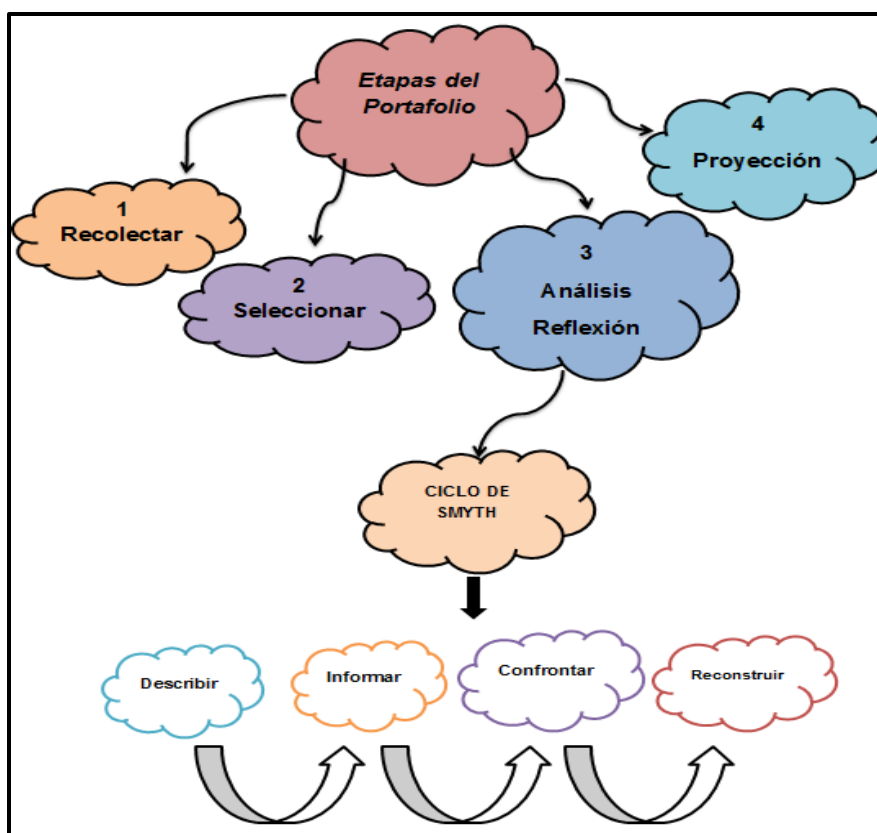 Etapas del
Portafolio
1
Recolectar
2
Seleccionar
3
Análisis
Reflexión
4
Proyección
CICLO DE
SMYTH
Describir
Informar
Confrontar
Reconstruir